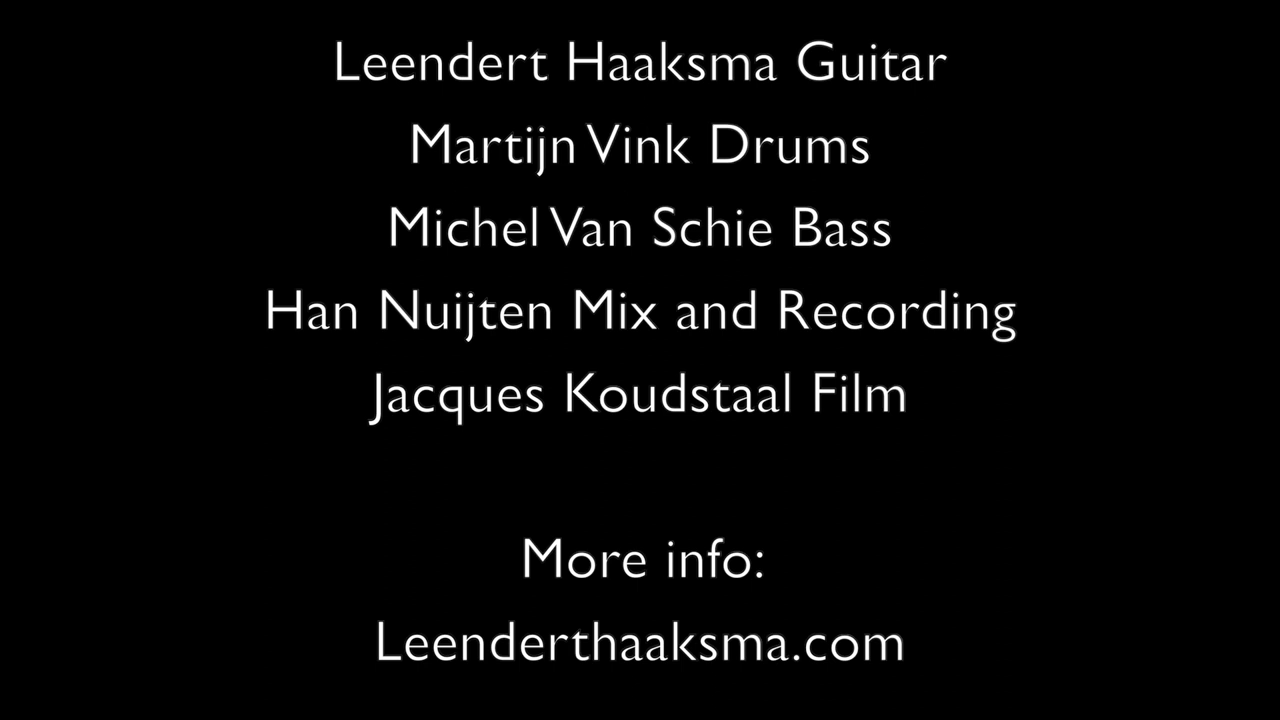 Leendert Haaksma Guitar
Martijn Vink Drums
Michel Van Schie Bass
Han Nuijten Mix and Recording
Jacques Koudstaal Film
More info:
Leenderthaaksma.com